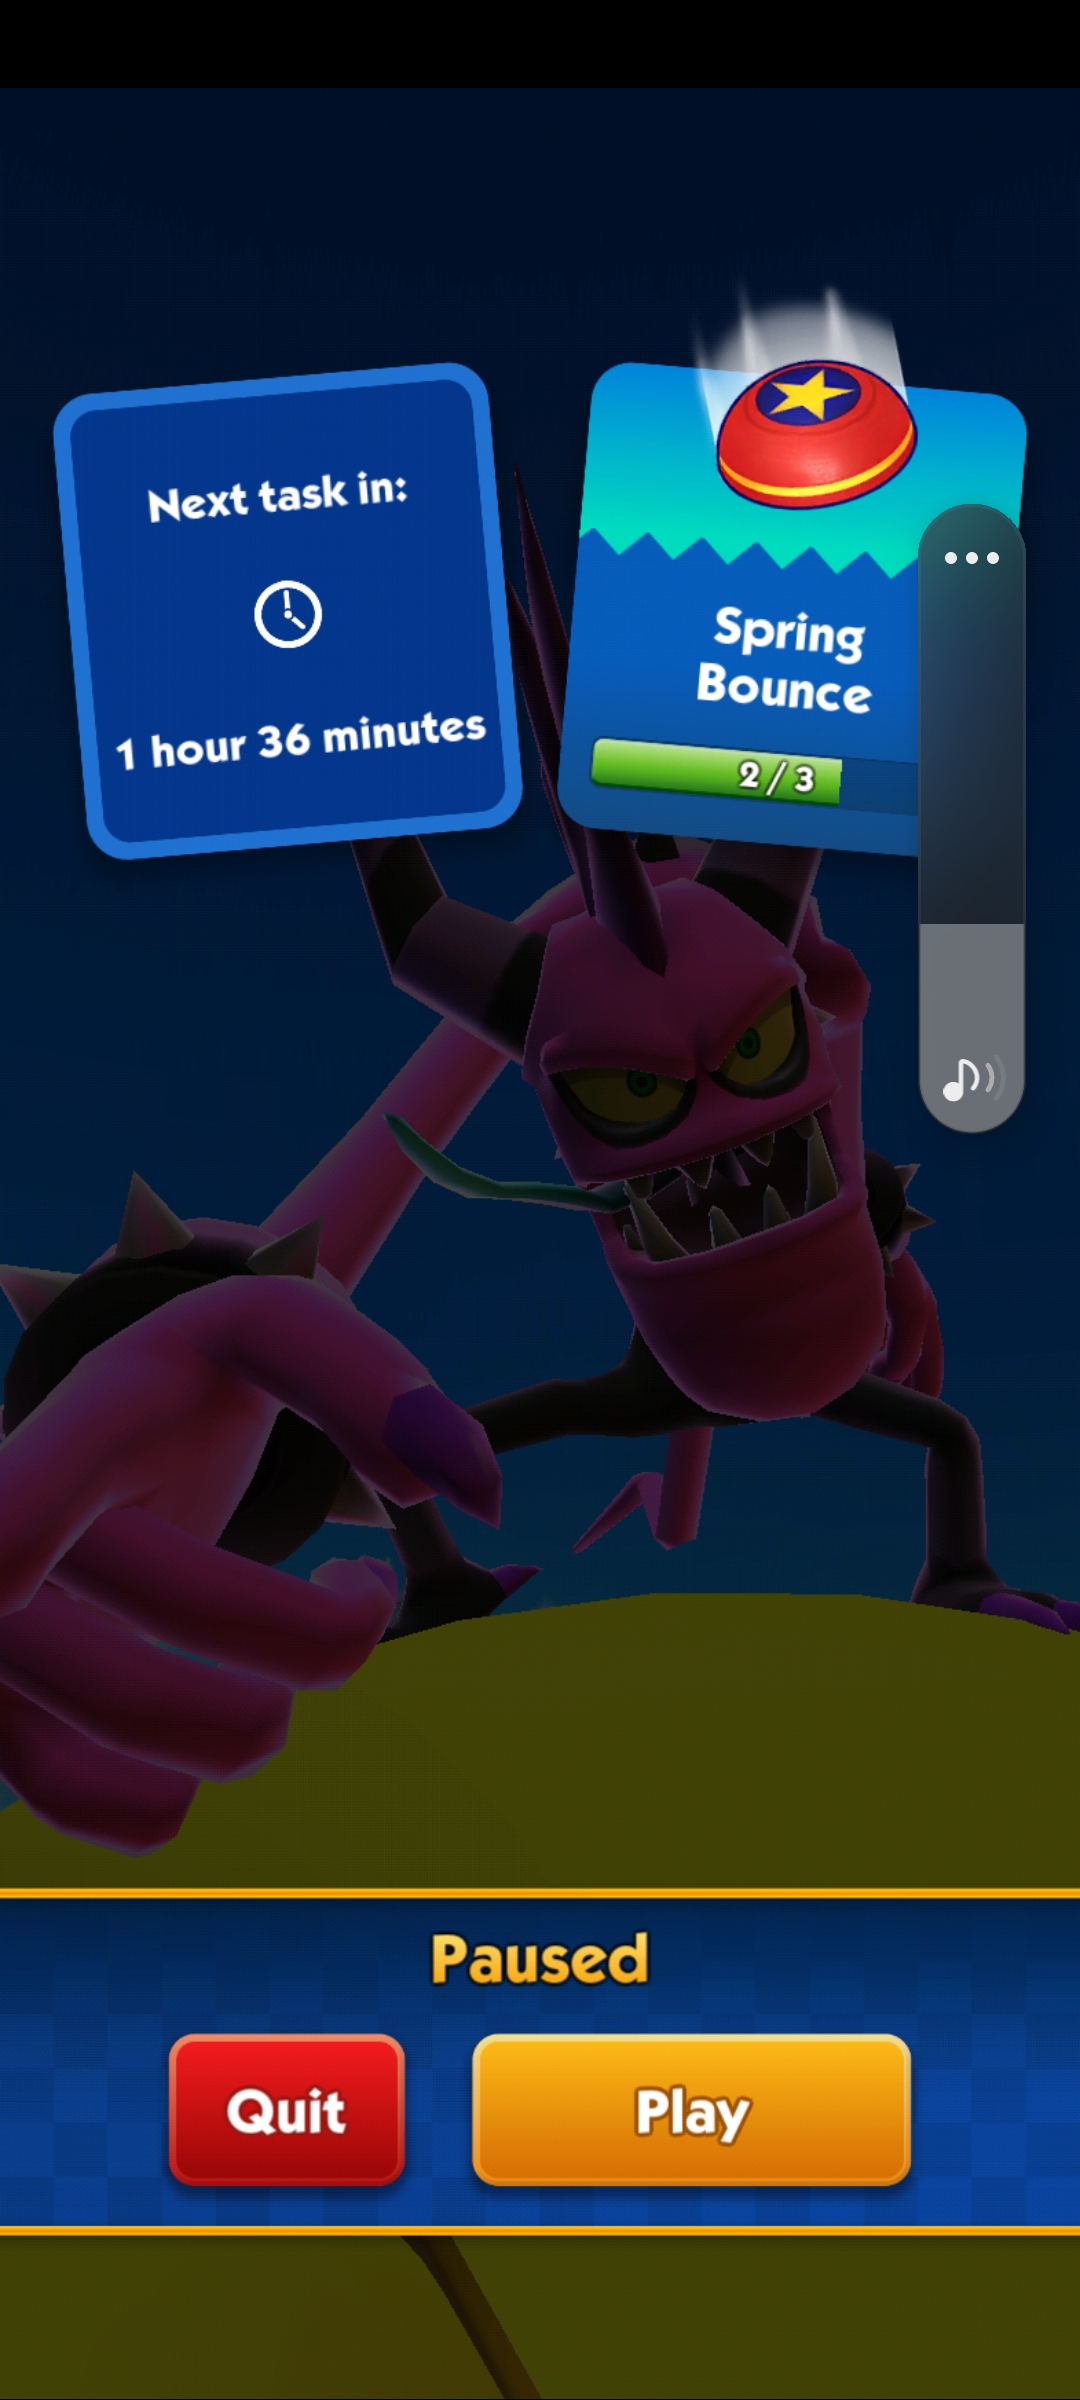 Next task in:
1 hour 36 minutes
Spring
Bounce
2 / 3
Paused
Quit
Play